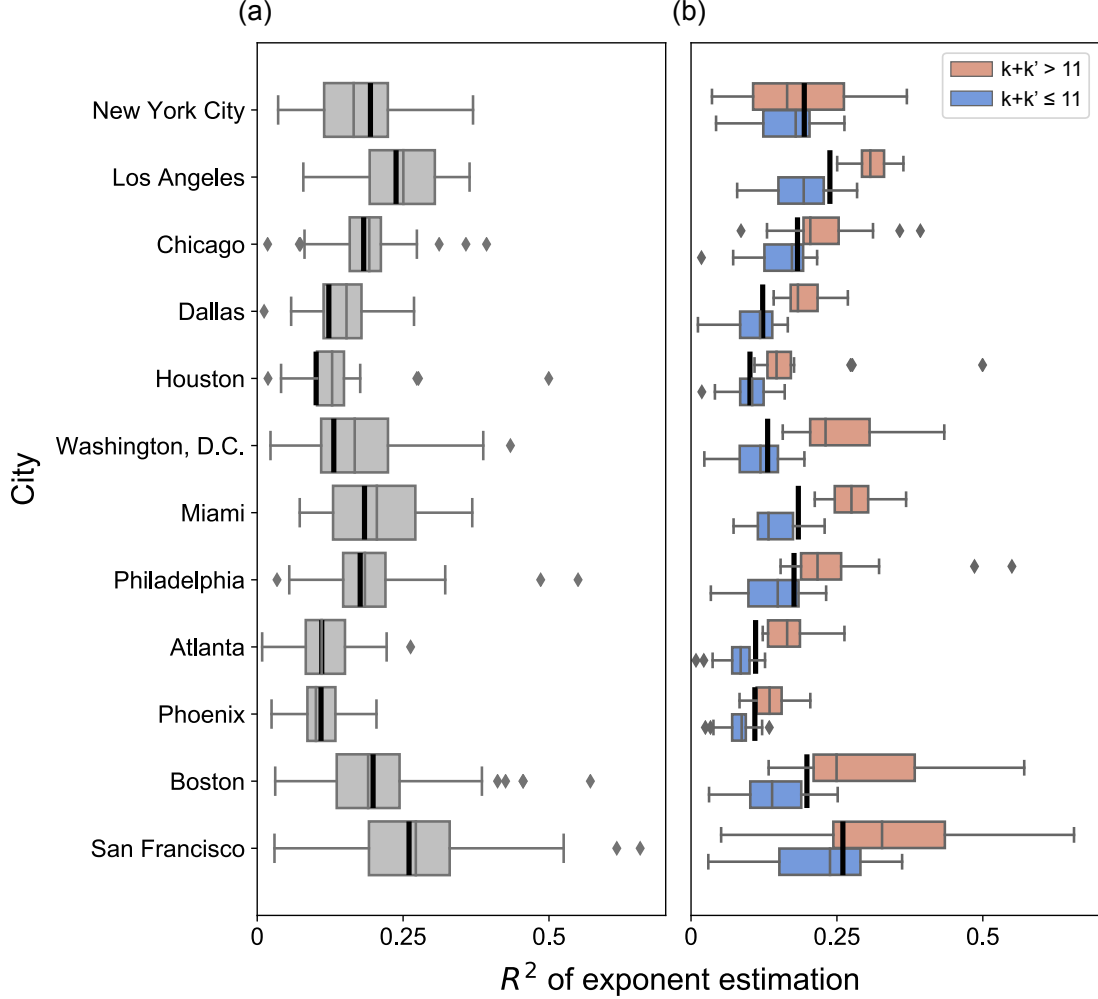 (a)
(b)
k+k' > 11
k+k' ≤ 11
City
New York City
Los Angeles
Chicago
Dallas
Houston
Washington, D.C.
Miami
Philadelphia
Atlanta
Phoenix
Boston
San Francisco
0 0.25 0.5
0 0.25 0.5
R² of exponent estimation